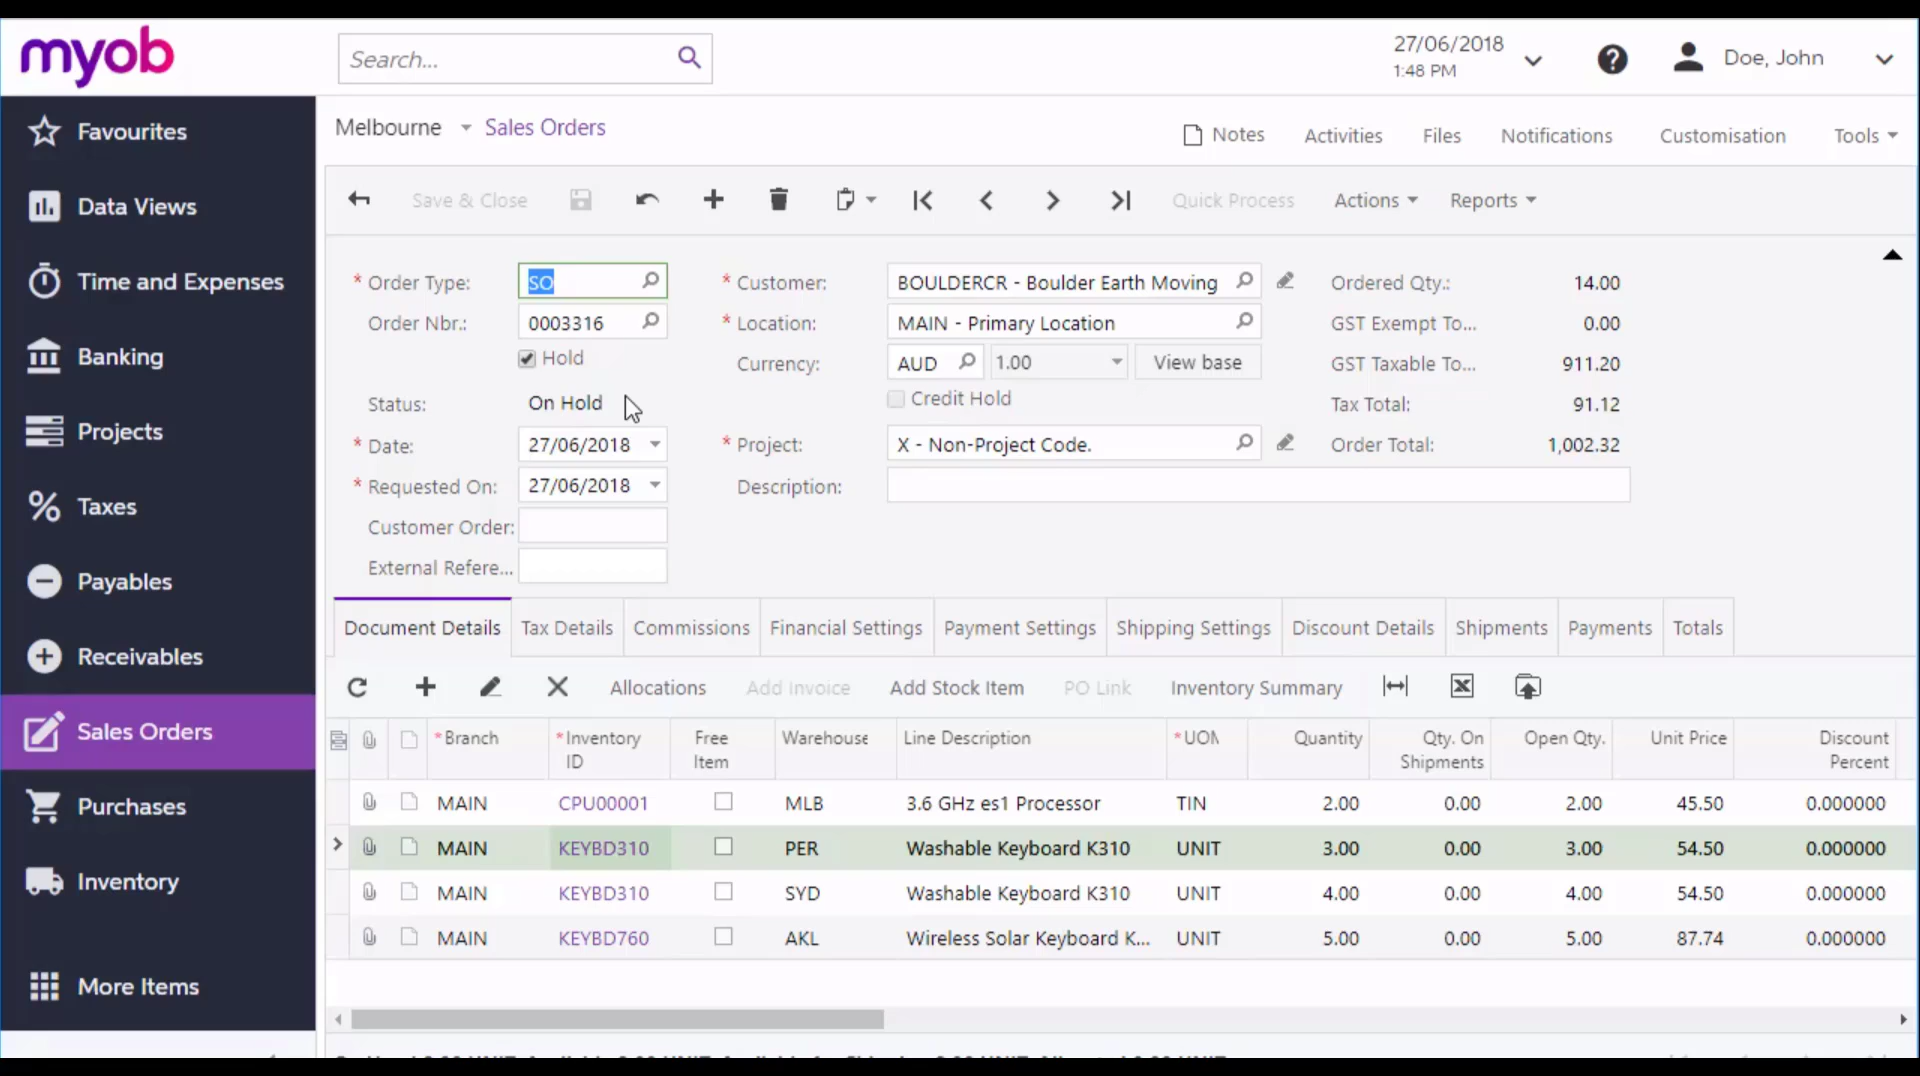 myob
Search...
27/06/2018
1:48 PM
Doe, John
Favourites
Data Views
Time and Expenses
Banking
Projects
Taxes
Payables
Receivables
Sales Orders
Purchases
Inventory
More Items
Melbourne Sales Orders
Notes Activities Files Notifications Customisation Tools
Save & Close Quick Process Actions Reports
* Order Type: SO
Order Nbr.: 0003316
Hold
Status: On Hold
* Date: 27/06/2018
* Requested On: 27/06/2018
Customer Order:
External Refere...
* Customer: BOULDERCR - Boulder Earth Moving
* Location: MAIN - Primary Location
Currency: AUD 1.00 View base
Credit Hold
* Project: X - Non-Project Code.
Description:
Ordered Qty.: 14.00
GST Exempt To... 0.00
GST Taxable To... 911.20
Tax Total: 91.12
Order Total: 1,002.32
Document Details Tax Details Commissions Financial Settings Payment Settings Shipping Settings Discount Details Shipments Payments Totals
Allocations Add Invoice Add Stock Item PO Link Inventory Summary
* Branch * Inventory ID Free Item Warehouse Line Description * UOM Quantity Qty. On Shipments Open Qty. Unit Price Discount Percent
MAIN CPU00001 MLB 3.6 GHz es1 Processor TIN 2.00 0.00 2.00 45.50 0.000000
MAIN KEYBD310 PER Washable Keyboard K310 UNIT 3.00 0.00 3.00 54.50 0.000000
MAIN KEYBD310 SYD Washable Keyboard K310 UNIT 4.00 0.00 4.00 54.50 0.000000
MAIN KEYBD760 AKL Wireless Solar Keyboard K... UNIT 5.00 0.00 5.00 87.74 0.000000